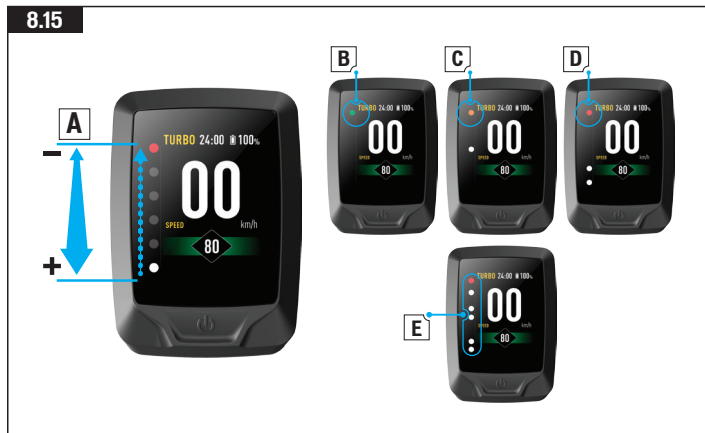 8.15
A
−
+
TURBO 24:00 100%
00
SPEED km/h
80
B
TURBO 24:00 100%
00
SPEED km/h
80
C
TURBO 24:00 100%
00
SPEED km/h
80
D
TURBO 24:00 100%
00
SPEED km/h
80
E
TURBO 24:00 100%
00
SPEED km/h
80